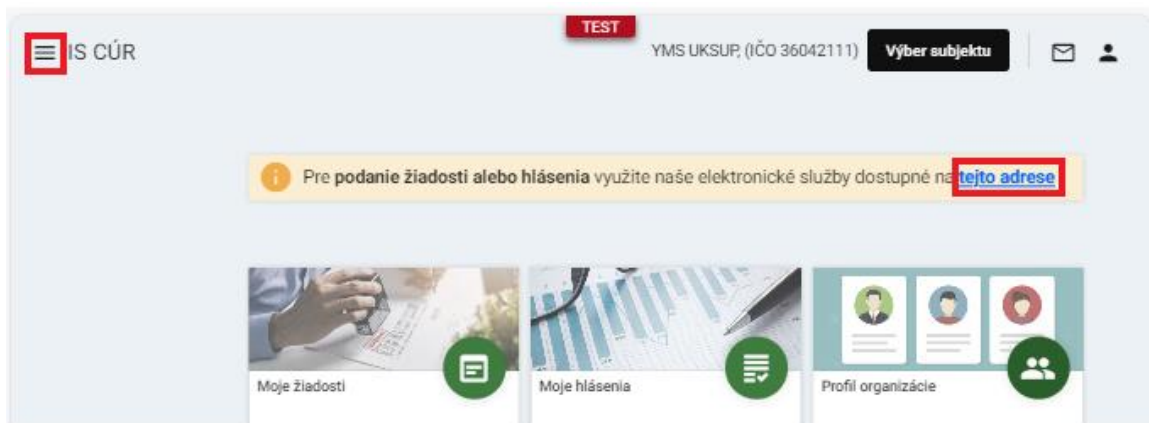 TEST
IS CÚR
YMS UKSUP, (IČO 36042111)
Výber subjektu
Pre podanie žiadosti alebo hlásenia využite naše elektronické služby dostupné na tejto adrese
Moje žiadosti
Moje hlásenia
Profil organizácie